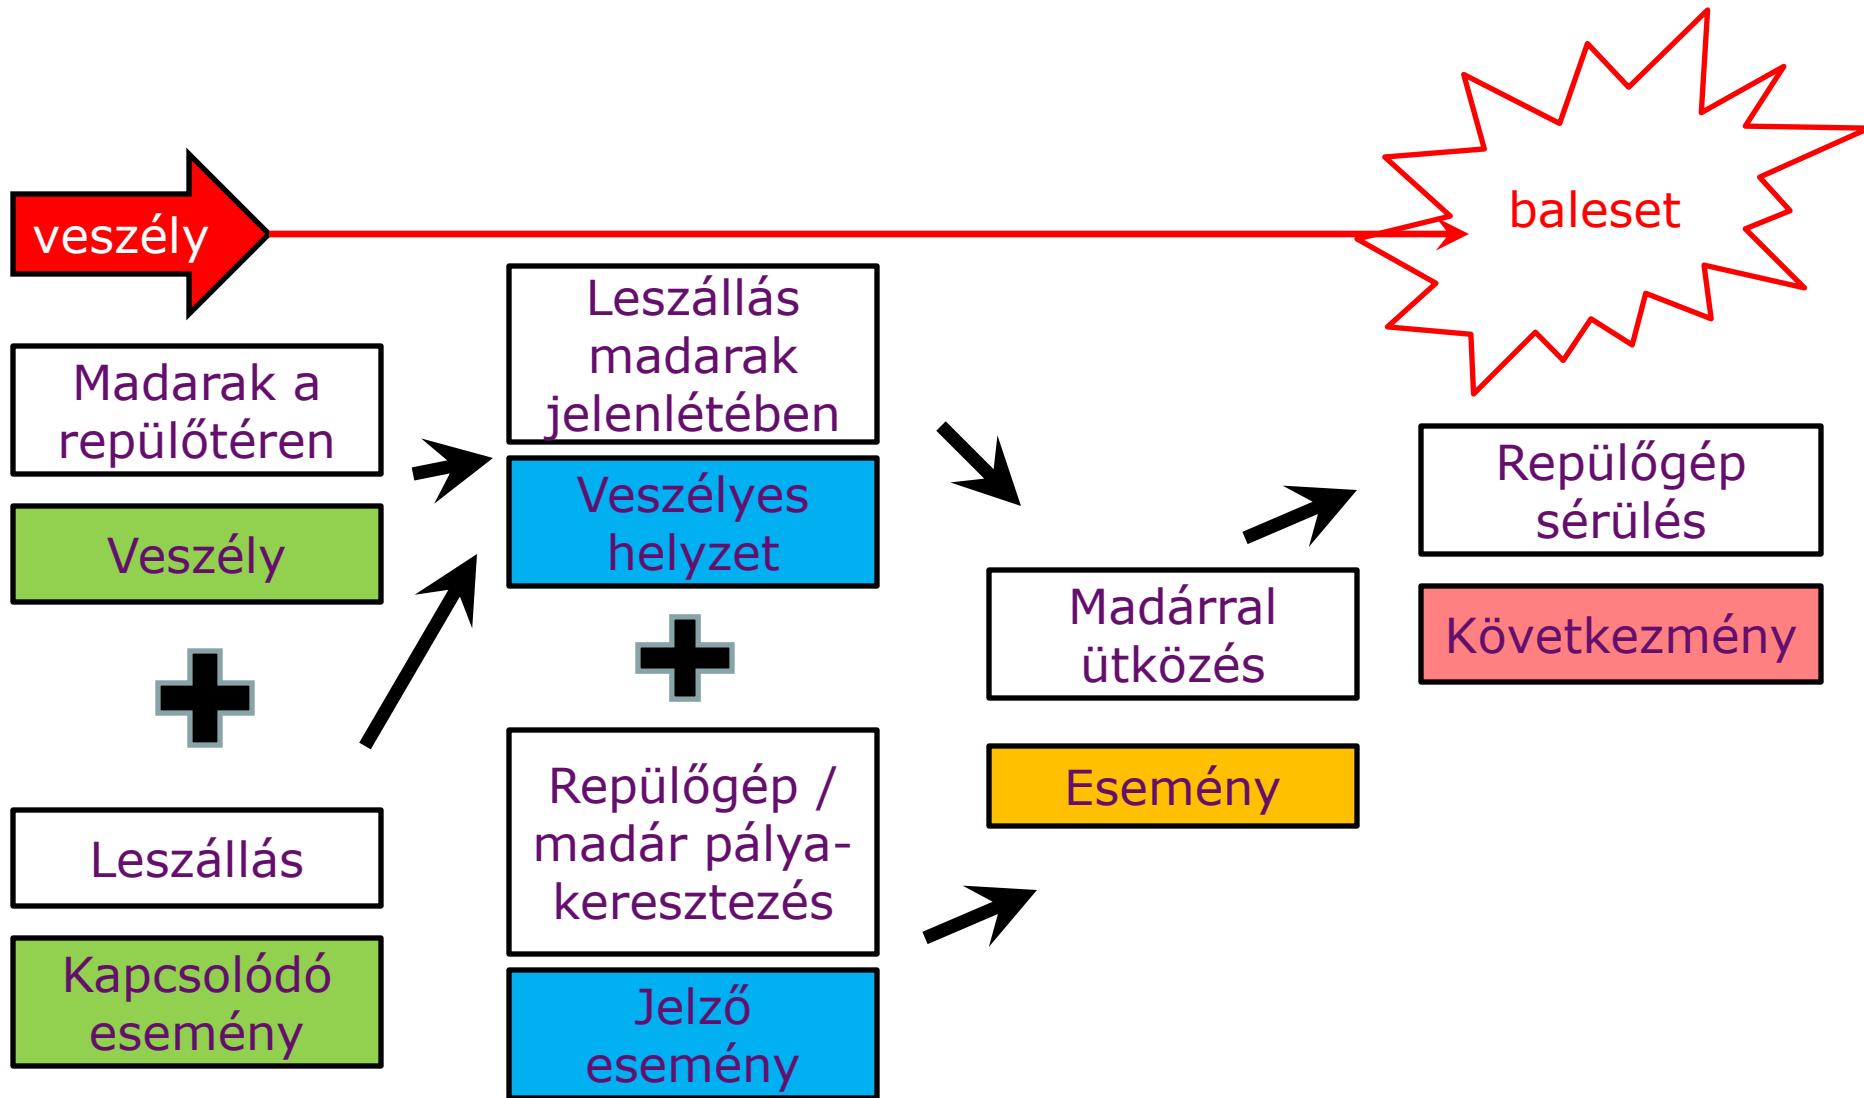 veszély
baleset
Madarak a
repülőtéren
Veszély
Leszállás
Kapcsolódó
esemény
Leszállás
madarak
jelenlétében
Veszélyes
helyzet
Repülőgép /
madár pálya-
keresztezés
Jelző
esemény
Madárral
ütközés
Esemény
Repülőgép
sérülés
Következmény